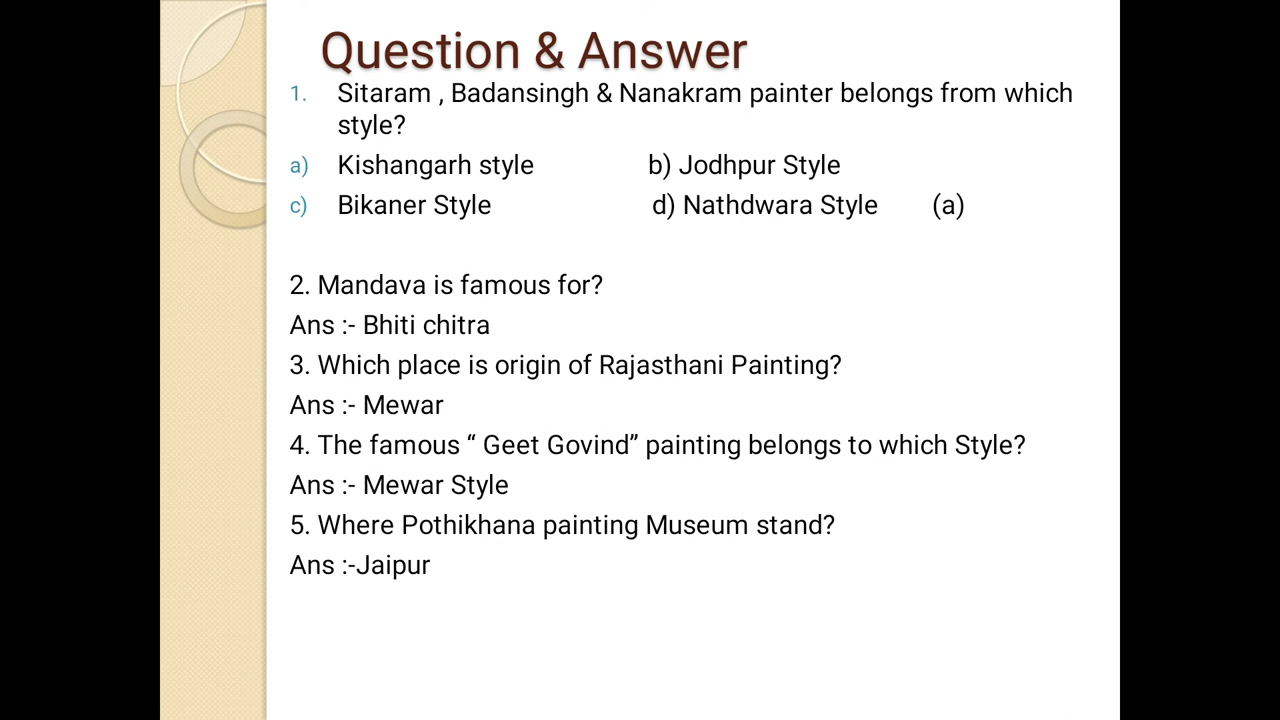 Question & Answer
1. Sitaram , Badansingh & Nanakram painter belongs from which
style?
a) Kishangarh style b) Jodhpur Style
c) Bikaner Style d) Nathdwara Style (a)
2. Mandava is famous for?
Ans :- Bhiti chitra
3. Which place is origin of Rajasthani Painting?
Ans :- Mewar
4. The famous “ Geet Govind” painting belongs to which Style?
Ans :- Mewar Style
5. Where Pothikhana painting Museum stand?
Ans :-Jaipur